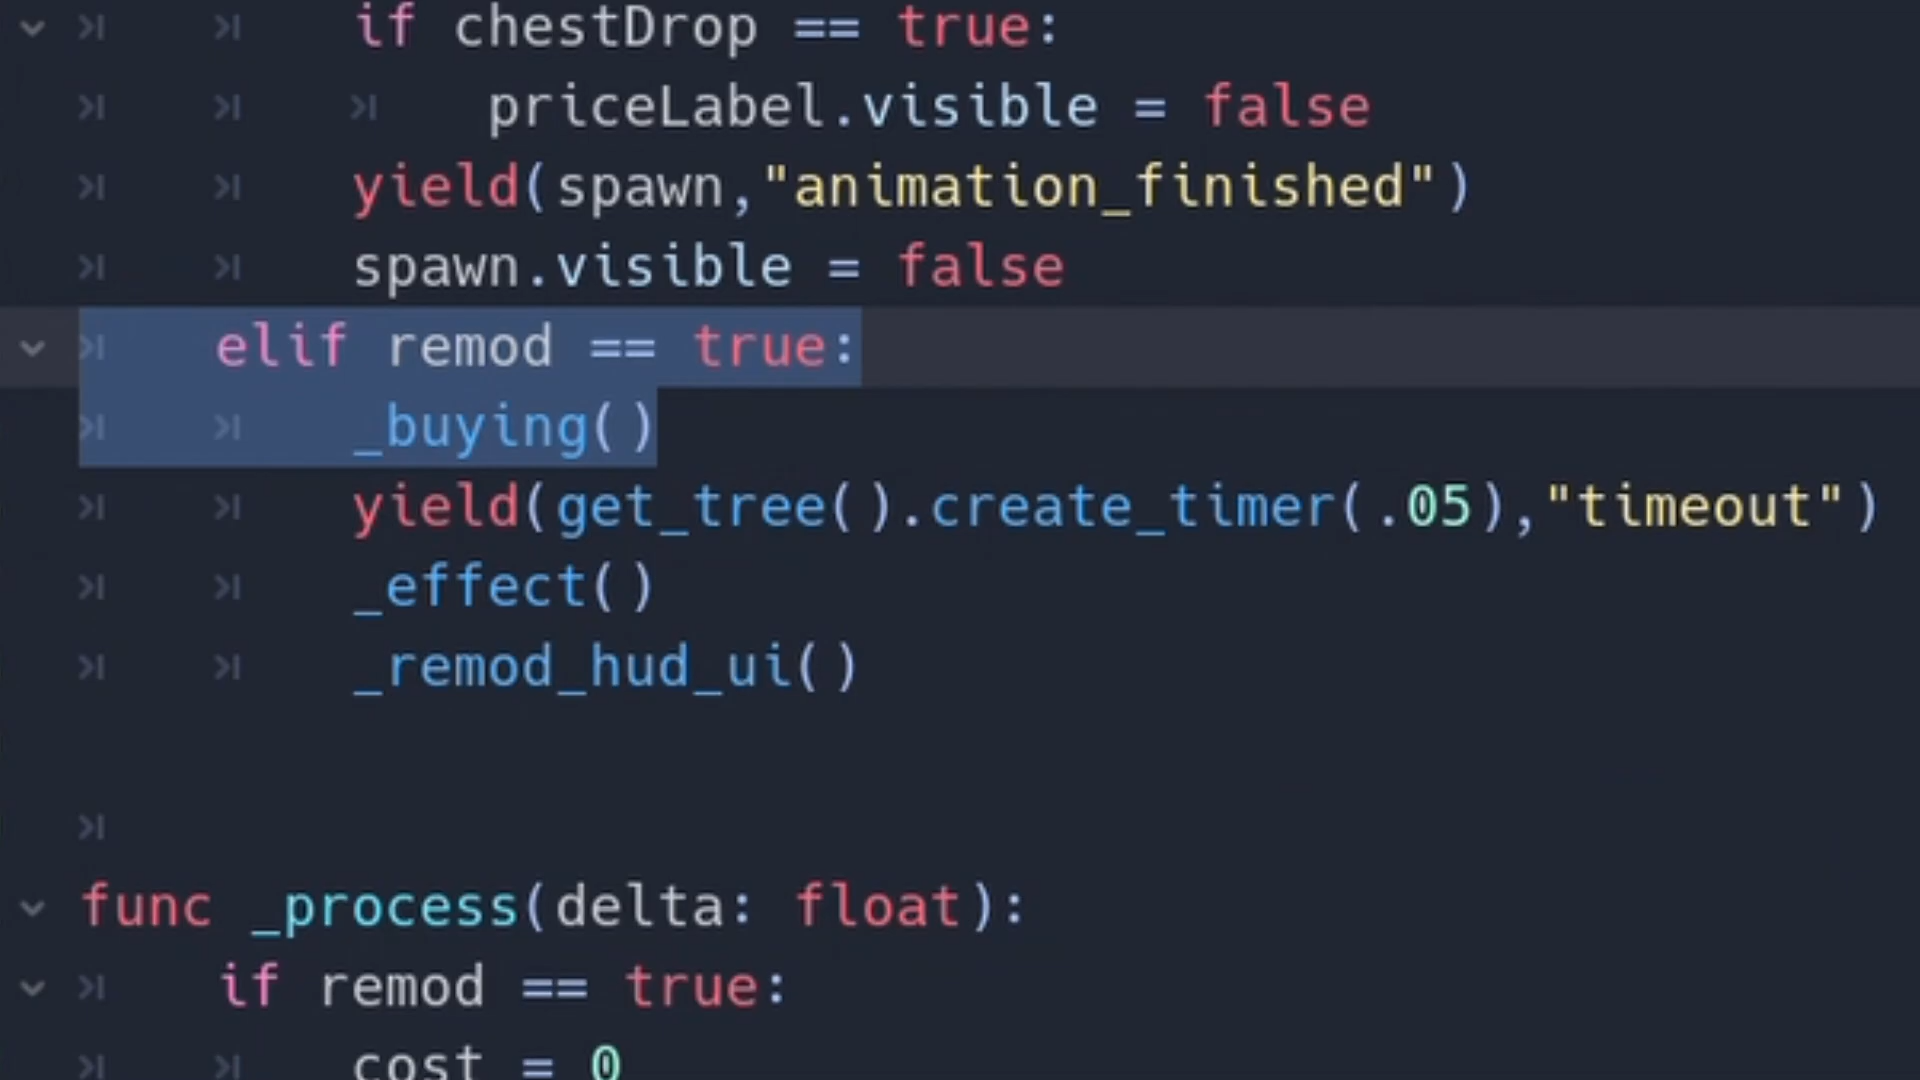 if chestDrop == true:
priceLabel.visible = false
yield(spawn,"animation_finished")
spawn.visible = false
elif remod == true:
_buying()
yield(get_tree().create_timer(.05),"timeout")
_effect()
_remod_hud_ui()
func _process(delta: float):
if remod == true:
cost = 0